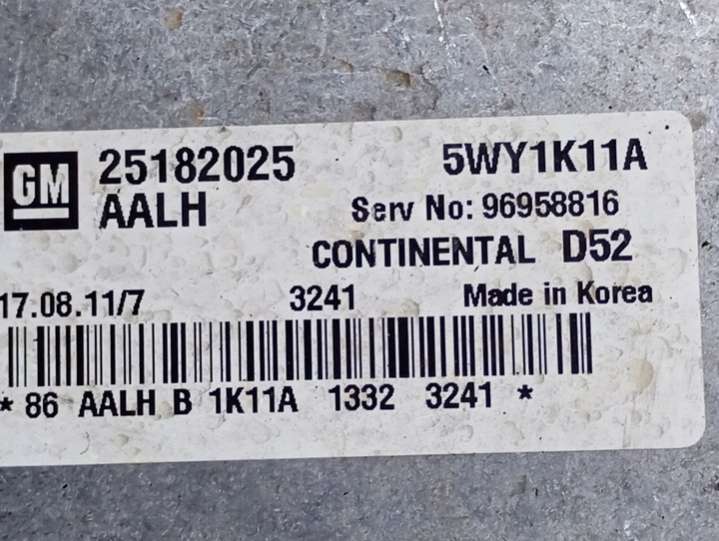 GM 25182025 5WY1K11A
AALH Serv No: 96958816
CONTINENTAL D52
17.08.11/7 3241 Made in Korea
* 86 AALH B 1K11A 1332 3241 *